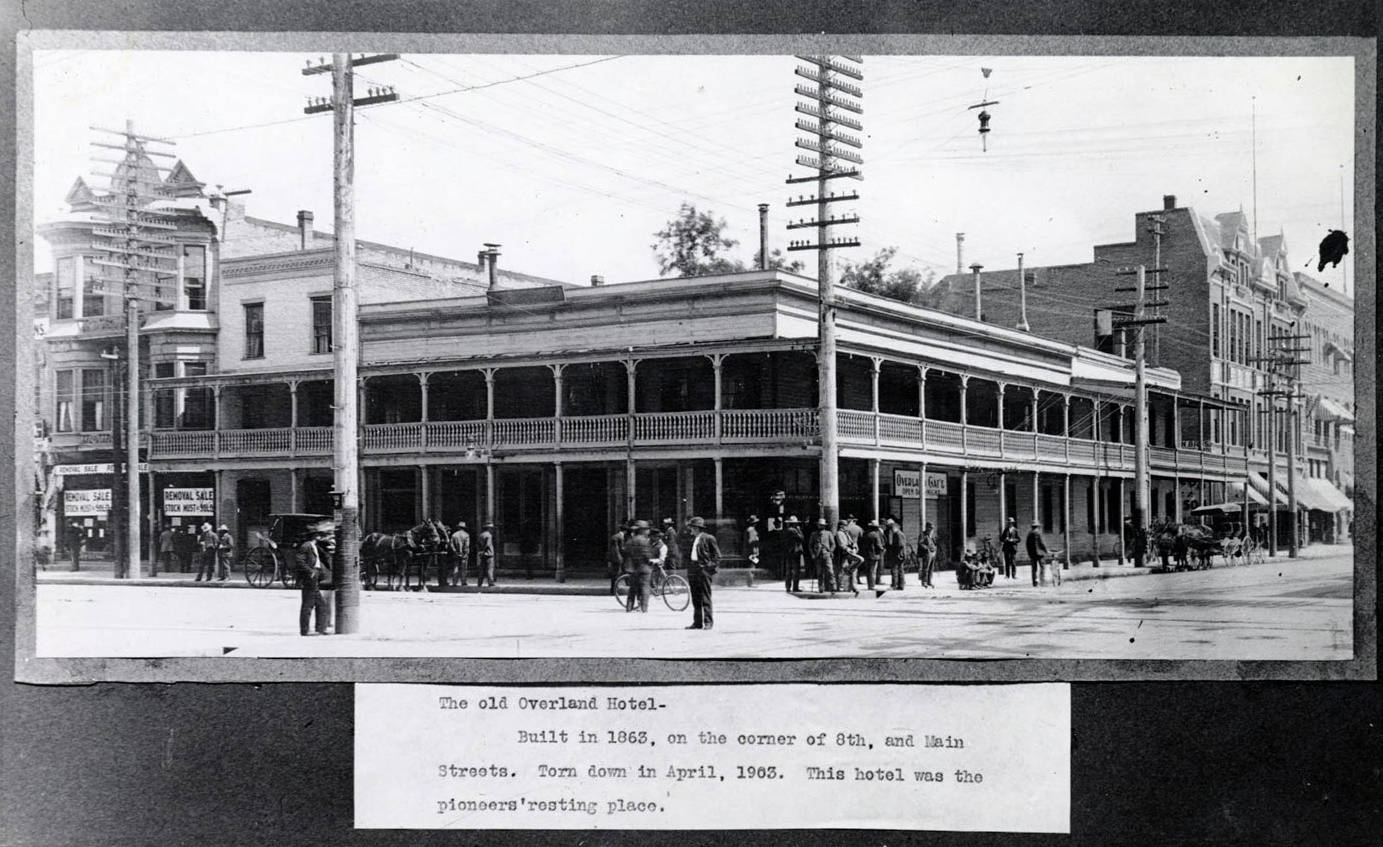 NS.
REMOVAL SALE
REMOVAL SALE
STOCK MUST BE SOLD
REMOVAL SALE
STOCK MUST BE SOLD
OVERLAND CAFE
OPEN DAY & NIGHT
The old Overland Hotel-
Built in 1863, on the corner of 8th, and Main
Streets. Torn down in April, 1903. This hotel was the
pioneers'resting place.